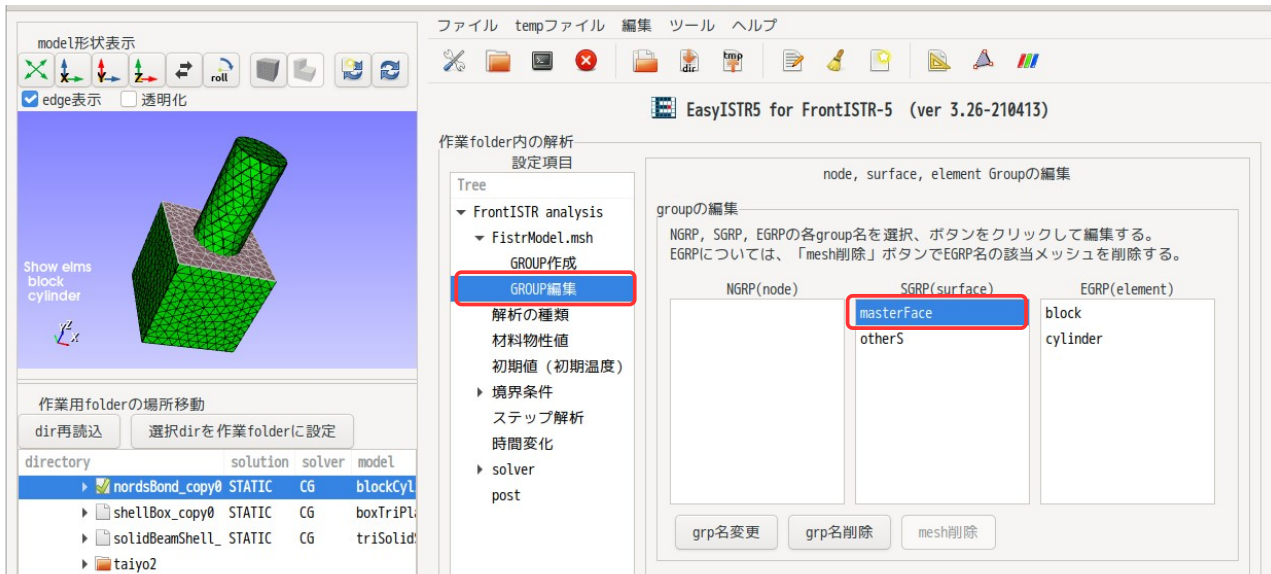 model形状表示
roll
edge表示 透明化
Show elms
block
cylinder
作業用folderの場所移動
dir再読込 選択dirを作業folderに設定
directory solution solver model
nordsBond_copy0 STATIC CG blockCyl
shellBox_copy0 STATIC CG boxTriPl
solidBeamShell_ STATIC CG triSolid
taiyo2
ファイル tempファイル 編集 ツール ヘルプ
dir tmp
EasyISTR5 for FrontISTR-5 (ver 3.26-210413)
作業folder内の解析
設定項目
Tree
FrontISTR analysis
FistrModel.msh
GROUP作成
GROUP編集
解析の種類
材料物性値
初期値（初期温度）
境界条件
ステップ解析
時間変化
solver
post
node, surface, element Groupの編集
groupの編集
NGRP, SGRP, EGRPの各group名を選択、ボタンをクリックして編集する。
EGRPについては、「mesh削除」ボタンでEGRP名の該当メッシュを削除する。
NGRP(node) SGRP(surface) EGRP(element)
masterFace block
otherS cylinder
grp名変更 grp名削除 mesh削除